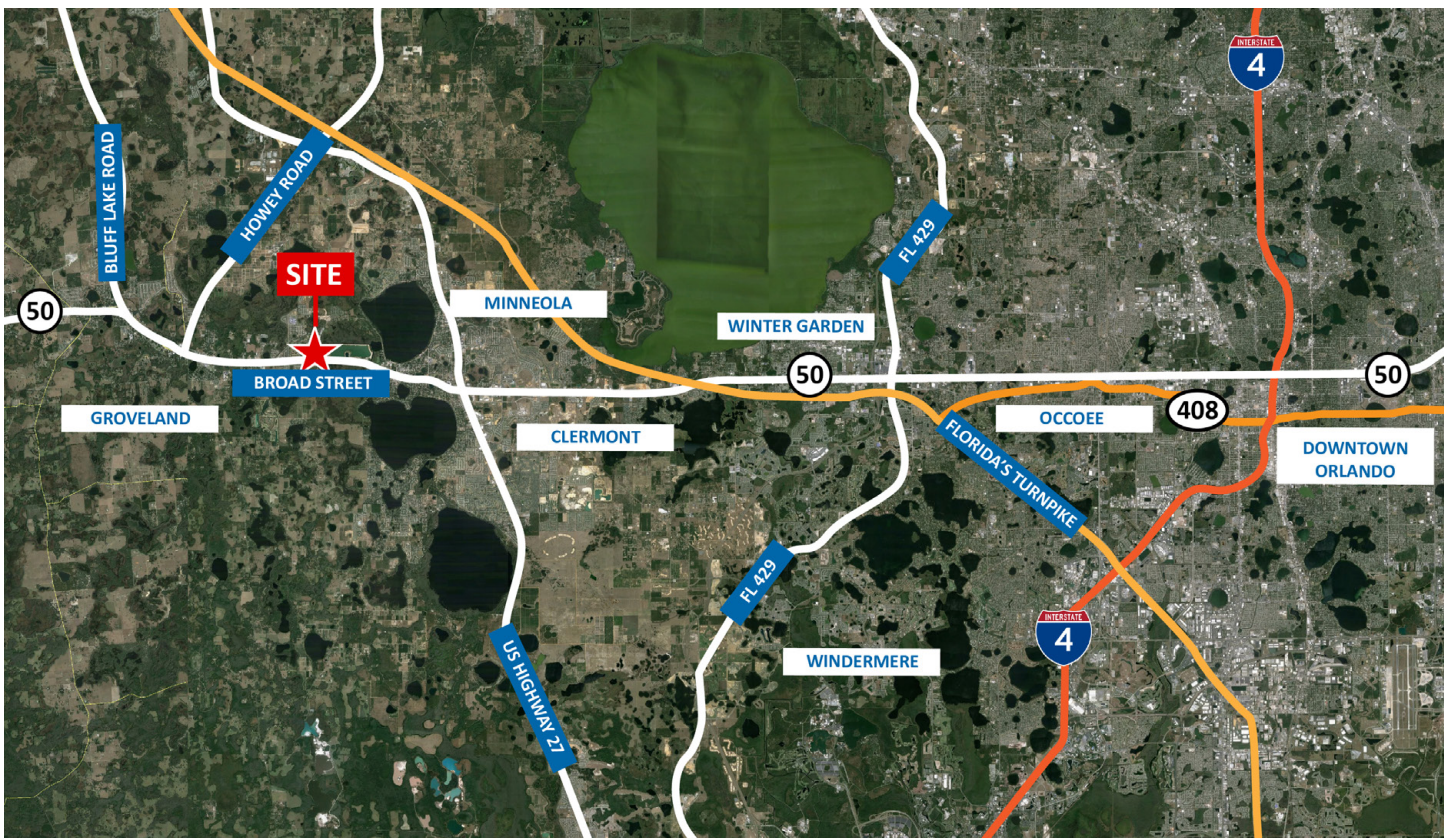 INTERSTATE
4
BLUFF LAKE ROAD
HOWEY ROAD
FL 429
SITE
50
MINNEOLA
WINTER GARDEN
BROAD STREET
50
50
GROVELAND
CLERMONT
OCCOEE
408
FLORIDA'S TURNPIKE
DOWNTOWN
ORLANDO
FL 429
INTERSTATE
4
US HIGHWAY 27
WINDERMERE